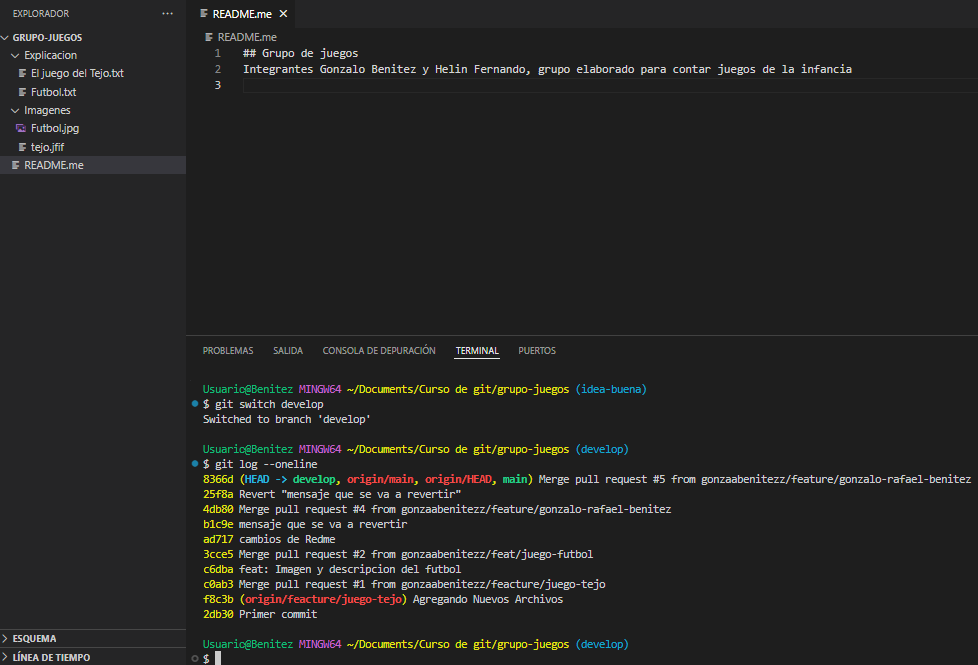 EXPLORADOR
GRUPO-JUEGOS
Explicacion
El juego del Tejo.txt
Futbol.txt
Imagenes
Futbol.jpg
tejo.jfif
README.me
ESQUEMA
LÍNEA DE TIEMPO
README.me
README.me
1 ## Grupo de juegos
2 Integrantes Gonzalo Benitez y Helin Fernando, grupo elaborado para contar juegos de la infancia
3
PROBLEMAS SALIDA CONSOLA DE DEPURACIÓN TERMINAL PUERTOS
Usuario@Benitez MINGW64 ~/Documents/Curso de git/grupo-juegos (idea-buena)
$ git switch develop
Switched to branch 'develop'
Usuario@Benitez MINGW64 ~/Documents/Curso de git/grupo-juegos (develop)
$ git log --oneline
8366d (HEAD -> develop, origin/main, origin/HEAD, main) Merge pull request #5 from gonzaabenitezz/feature/gonzalo-rafael-benitez
25f8a Revert "mensaje que se va a revertir"
4db80 Merge pull request #4 from gonzaabenitezz/feature/gonzalo-rafael-benitez
b1c9e mensaje que se va a revertir
ad717 cambios de Redme
3cce5 Merge pull request #2 from gonzaabenitezz/feat/juego-futbol
c6dba feat: Imagen y descripcion del futbol
c0ab3 Merge pull request #1 from gonzaabenitezz/feacture/juego-tejo
f8c3b (origin/feacture/juego-tejo) Agregando Nuevos Archivos
2db30 Primer commit
Usuario@Benitez MINGW64 ~/Documents/Curso de git/grupo-juegos (develop)
$